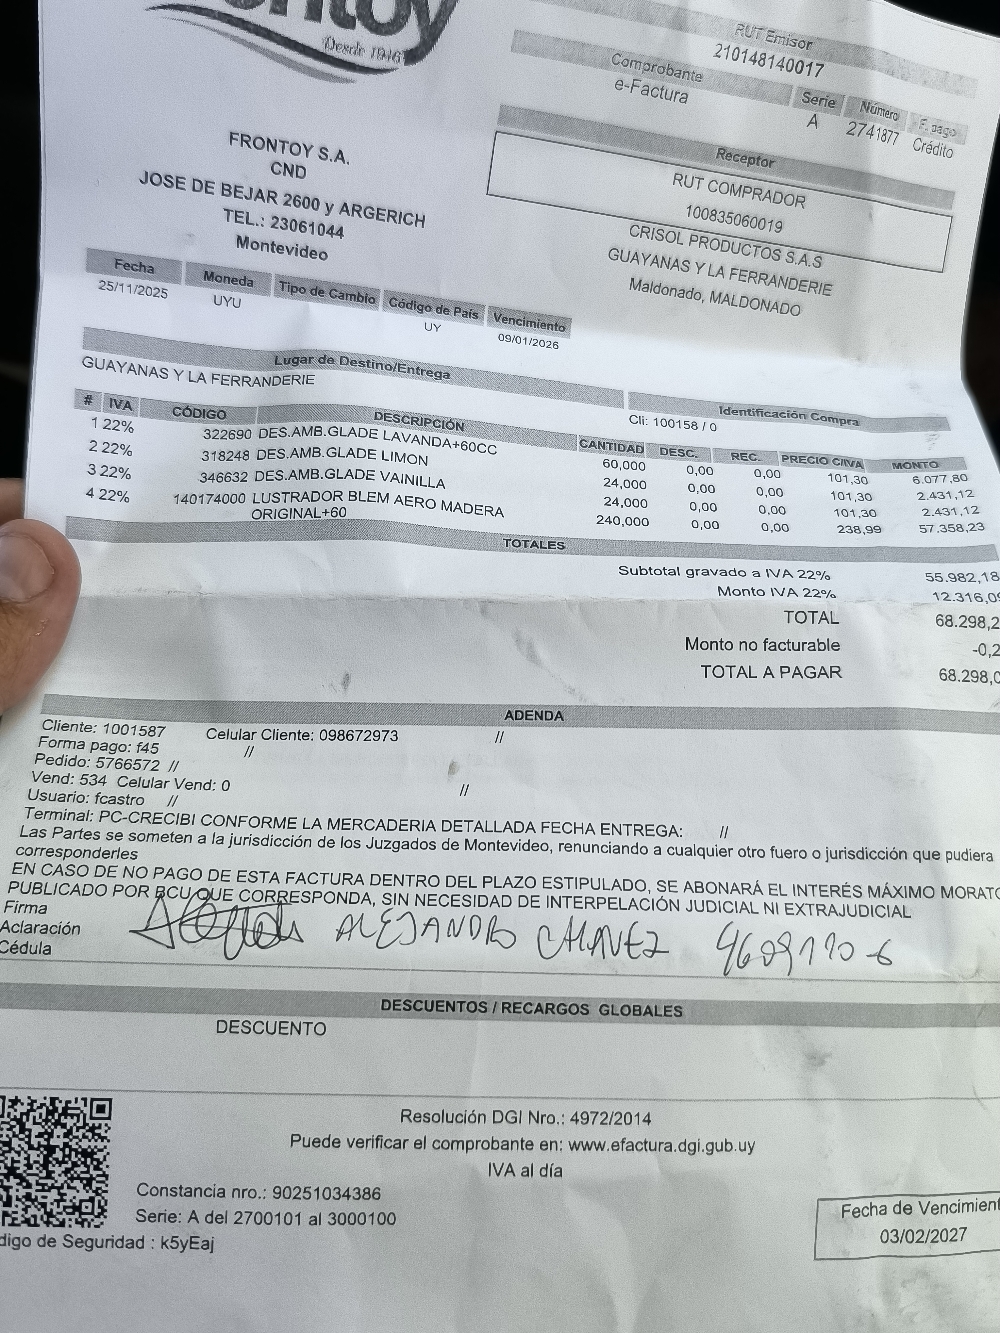 Desde 1946
RUT Emisor
210148140017
Comprobante
e-Factura
Serie Número F. pago
A 2741877 Crédito
FRONTOY S.A.
CND
JOSE DE BEJAR 2600 y ARGERICH
TEL.: 23061044
Montevideo
Receptor
RUT COMPRADOR
100835060019
CRISOL PRODUCTOS S.A.S
GUAYANAS Y LA FERRANDERIE
Maldonado, MALDONADO
Fecha Moneda Tipo de Cambio Código de País Vencimiento
25/11/2025 UYU UY 09/01/2026
Lugar de Destino/Entrega
GUAYANAS Y LA FERRANDERIE
Identificación Compra
Cli: 100158 / 0
# IVA CÓDIGO DESCRIPCIÓN CANTIDAD DESC. REC. PRECIO C/IVA MONTO
1 22% 322690 DES.AMB.GLADE LAVANDA+60CC 60,000 0,00 0,00 101,30 6.077,80
2 22% 318248 DES.AMB.GLADE LIMON 24,000 0,00 0,00 101,30 2.431,12
3 22% 346632 DES.AMB.GLADE VAINILLA 24,000 0,00 0,00 101,30 2.431,12
4 22% 140174000 LUSTRADOR BLEM AERO MADERA 240,000 0,00 0,00 238,99 57.358,23
ORIGINAL+60
TOTALES
Subtotal gravado a IVA 22% 55.982,18
Monto IVA 22% 12.316,0
TOTAL 68.298,2
Monto no facturable -0,2
TOTAL A PAGAR 68.298,0
ADENDA
Cliente: 1001587 Celular Cliente: 098672973 //
Forma pago: f45 //
Pedido: 5766572 //
Vend: 534 Celular Vend: 0 //
Usuario: fcastro //
Terminal: PC-CRECIBI CONFORME LA MERCADERIA DETALLADA FECHA ENTREGA: //
Las Partes se someten a la jurisdicción de los Juzgados de Montevideo, renunciando a cualquier otro fuero o jurisdicción que pudiera
corresponderles
EN CASO DE NO PAGO DE ESTA FACTURA DENTRO DEL PLAZO ESTIPULADO, SE ABONARÁ EL INTERÉS MÁXIMO MORATO
PUBLICADO POR BCU QUE CORRESPONDA, SIN NECESIDAD DE INTERPELACIÓN JUDICIAL NI EXTRAJUDICIAL
Firma
Aclaración ALEJANDRO CHAVEZ
Cédula
DESCUENTOS / RECARGOS GLOBALES
DESCUENTO
Resolución DGI Nro.: 4972/2014
Puede verificar el comprobante en: www.efactura.dgi.gub.uy
IVA al día
Constancia nro.: 90251034386
Serie: A del 2700101 al 3000100
digo de Seguridad : k5yEaj
Fecha de Vencimient
03/02/2027